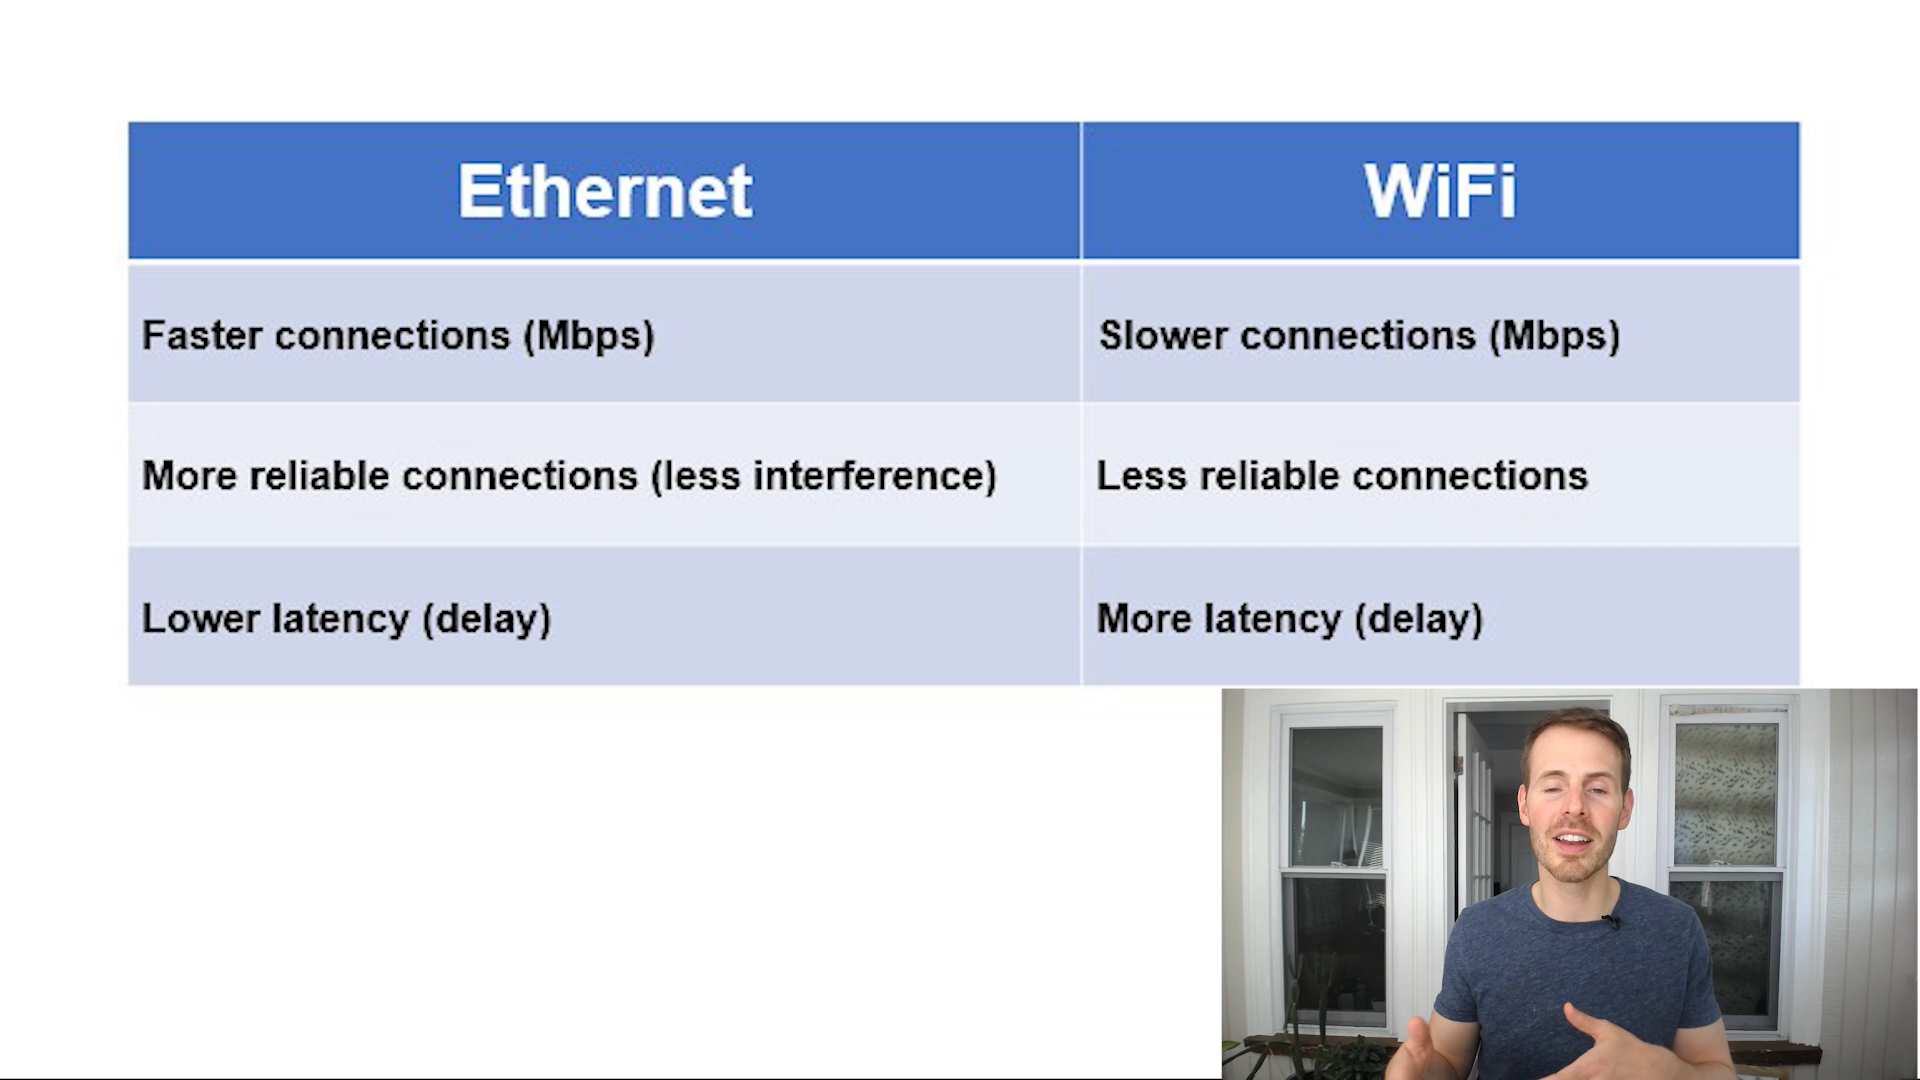 Ethernet
WiFi
Faster connections (Mbps)
Slower connections (Mbps)
More reliable connections (less interference)
Less reliable connections
Lower latency (delay)
More latency (delay)